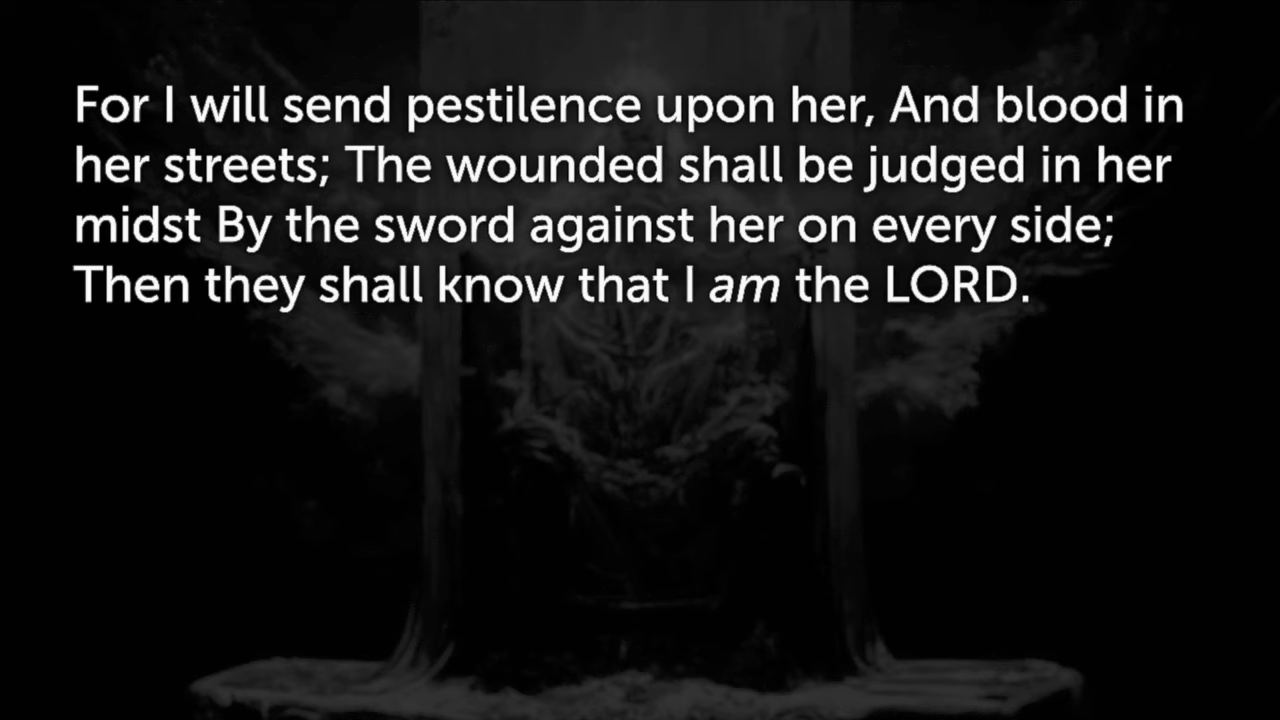 For I will send pestilence upon her, And blood in
her streets; The wounded shall be judged in her
midst By the sword against her on every side;
Then they shall know that I am the LORD.